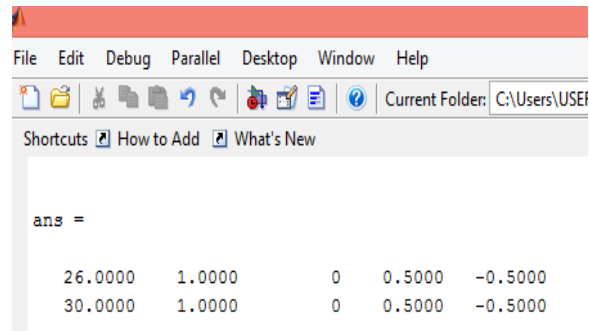 File Edit Debug Parallel Desktop Window Help
Current Folder: C:\Users\USER
Shortcuts How to Add What's New
ans =
26.0000 1.0000 0 0.5000 -0.5000
30.0000 1.0000 0 0.5000 -0.5000